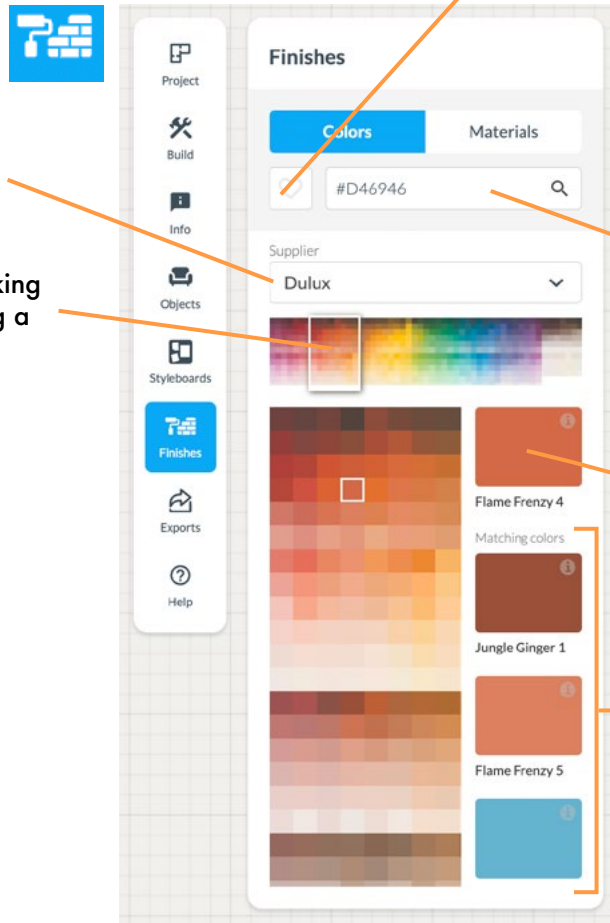 Project
Build
Info
Objects
Styleboards
Finishes
Exports
Help
king
g a
Finishes
Colors Materials
#D46946
Supplier
Dulux
Flame Frenzy 4
Matching colors
Jungle Ginger 1
Flame Frenzy 5